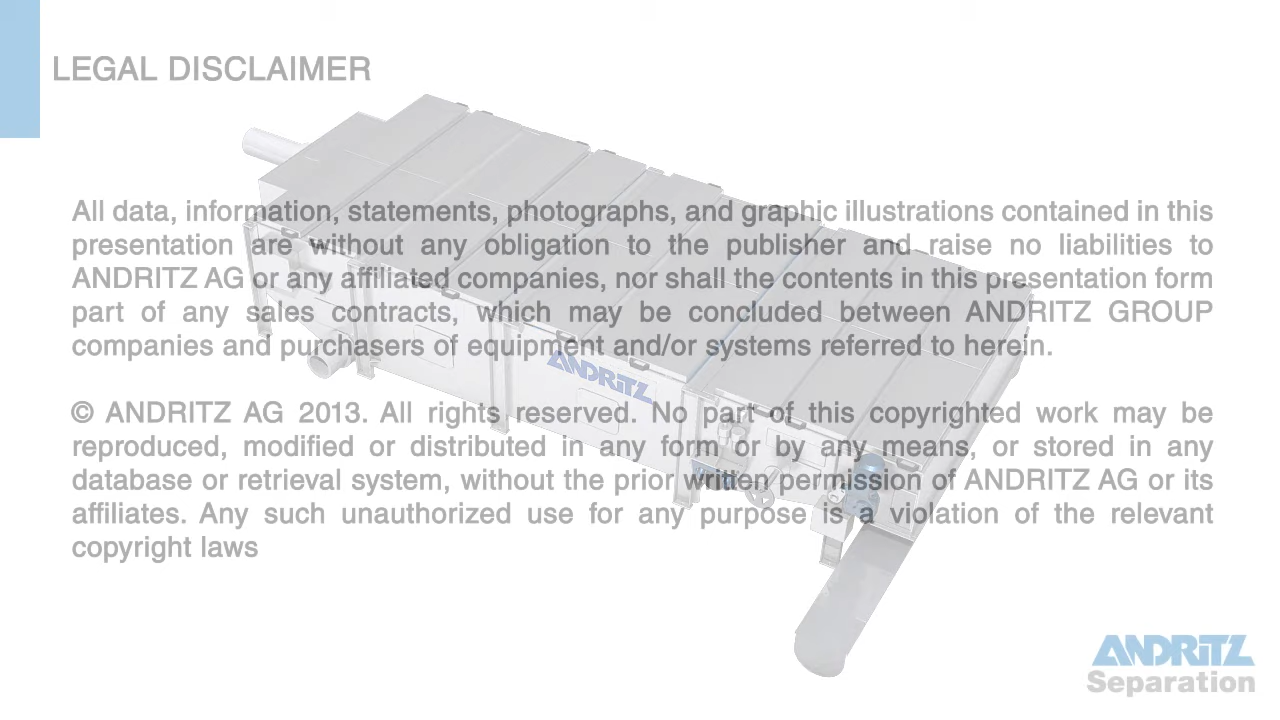 LEGAL DISCLAIMER
All data, information, statements, photographs, and graphic illustrations contained in this
presentation are without any obligation to the publisher and raise no liabilities to
ANDRITZ AG or any affiliated companies, nor shall the contents in this presentation form
part of any sales contracts, which may be concluded between ANDRITZ GROUP
companies and purchasers of equipment and/or systems referred to herein.
ANDRITZ
© ANDRITZ AG 2013. All rights reserved. No part of this copyrighted work may be
reproduced, modified or distributed in any form or by any means, or stored in any
database or retrieval system, without the prior written permission of ANDRITZ AG or its
affiliates. Any such unauthorized use for any purpose is a violation of the relevant
copyright laws
ANDRITZ
Separation